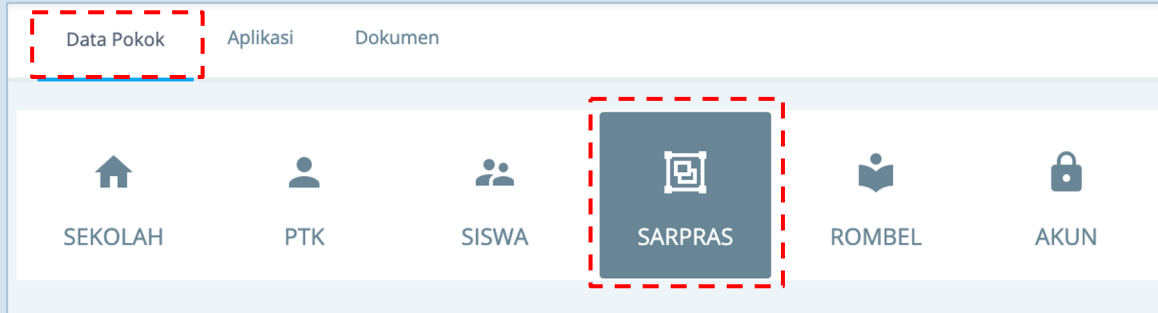 Data Pokok Aplikasi Dokumen
SEKOLAH PTK SISWA SARPRAS ROMBEL AKUN